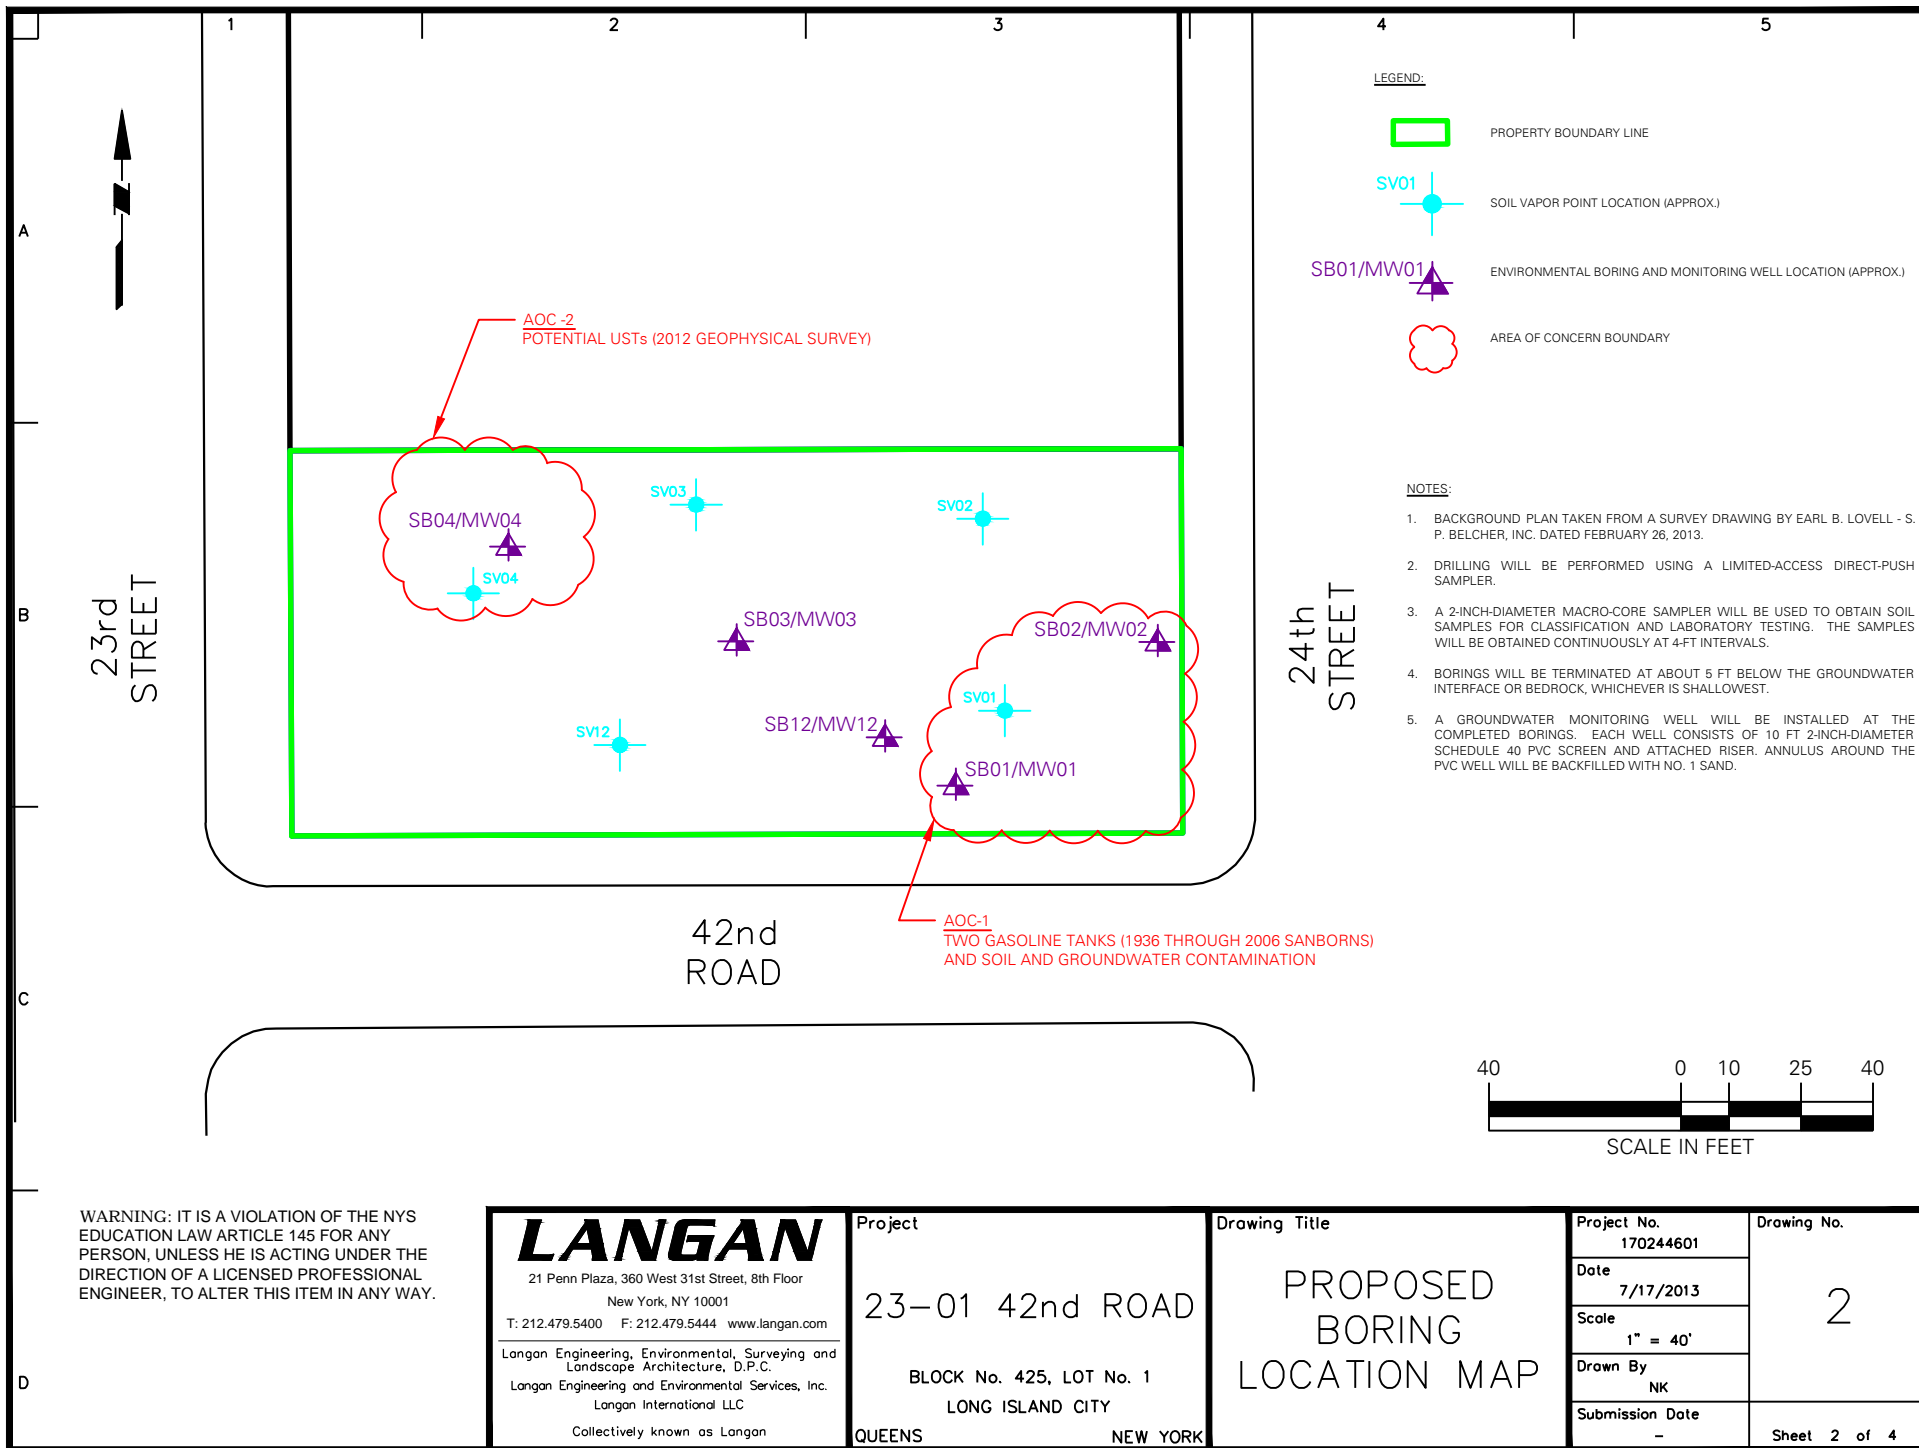 1 2 3 4 5
A
B
C
D
LEGEND:
PROPERTY BOUNDARY LINE
SV01
SOIL VAPOR POINT LOCATION (APPROX.)
SB01/MW01
ENVIRONMENTAL BORING AND MONITORING WELL LOCATION (APPROX.)
AREA OF CONCERN BOUNDARY
N
AOC -2
POTENTIAL USTs (2012 GEOPHYSICAL SURVEY)
SV03
SV02
SB04/MW04
SV04
SB03/MW03
SB02/MW02
SV01
SB12/MW12
SV12
SB01/MW01
23rd
STREET
24th
STREET
AOC-1
TWO GASOLINE TANKS (1936 THROUGH 2006 SANBORNS)
AND SOIL AND GROUNDWATER CONTAMINATION
42nd
ROAD
NOTES:
1. BACKGROUND PLAN TAKEN FROM A SURVEY DRAWING BY EARL B. LOVELL - S.
P. BELCHER, INC. DATED FEBRUARY 26, 2013.
2. DRILLING WILL BE PERFORMED USING A LIMITED-ACCESS DIRECT-PUSH
SAMPLER.
3. A 2-INCH-DIAMETER MACRO-CORE SAMPLER WILL BE USED TO OBTAIN SOIL
SAMPLES FOR CLASSIFICATION AND LABORATORY TESTING. THE SAMPLES
WILL BE OBTAINED CONTINUOUSLY AT 4-FT INTERVALS.
4. BORINGS WILL BE TERMINATED AT ABOUT 5 FT BELOW THE GROUNDWATER
INTERFACE OR BEDROCK, WHICHEVER IS SHALLOWEST.
5. A GROUNDWATER MONITORING WELL WILL BE INSTALLED AT THE
COMPLETED BORINGS. EACH WELL CONSISTS OF 10 FT 2-INCH-DIAMETER
SCHEDULE 40 PVC SCREEN AND ATTACHED RISER. ANNULUS AROUND THE
PVC WELL WILL BE BACKFILLED WITH NO. 1 SAND.
40 0 10 25 40
SCALE IN FEET
WARNING: IT IS A VIOLATION OF THE NYS
EDUCATION LAW ARTICLE 145 FOR ANY
PERSON, UNLESS HE IS ACTING UNDER THE
DIRECTION OF A LICENSED PROFESSIONAL
ENGINEER, TO ALTER THIS ITEM IN ANY WAY.
LANGAN
21 Penn Plaza, 360 West 31st Street, 8th Floor
New York, NY 10001
T: 212.479.5400 F: 212.479.5444 www.langan.com
Langan Engineering, Environmental, Surveying and
Landscape Architecture, D.P.C.
Langan Engineering and Environmental Services, Inc.
Langan International LLC
Collectively known as Langan
Project
23-01 42nd ROAD
BLOCK No. 425, LOT No. 1
LONG ISLAND CITY
QUEENS NEW YORK
Drawing Title
PROPOSED
BORING
LOCATION MAP
Project No.
170244601
Date
7/17/2013
Scale
1" = 40'
Drawn By
NK
Submission Date
-
Drawing No.
2
Sheet 2 of 4